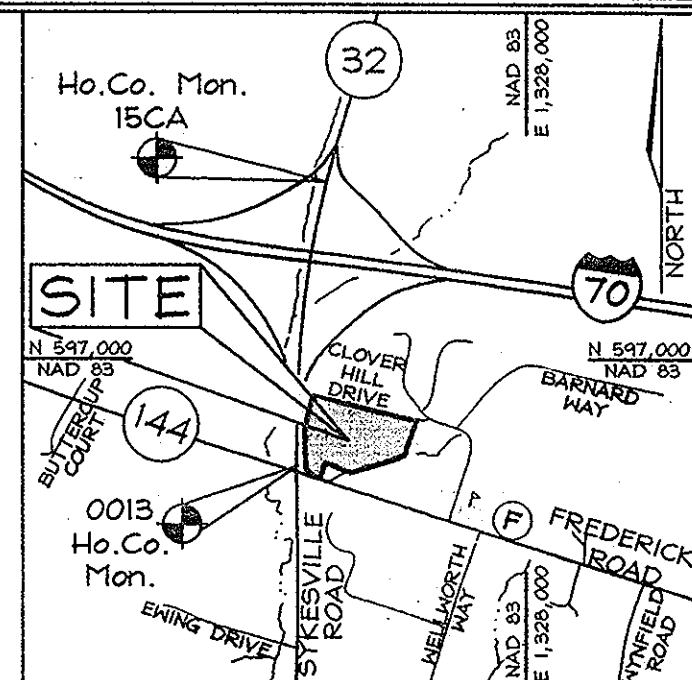 32
Ho.Co. Mon.
15CA
NAD 83
E 1,328,000
NORTH
SITE
70
N 597,000
NAD 83
CLOVER
HILL
DRIVE
N 597,000
NAD 83
BARNARD
WAY
BUTTERCUP
COURT
144
0013
Ho.Co.
Mon.
P
F
FREDERICK
ROAD
SYKESVILLE
ROAD
WELLWORTH
WAY
NAD 83
E 1,328,000
WYNFIELD
ROAD
EWING DRIVE